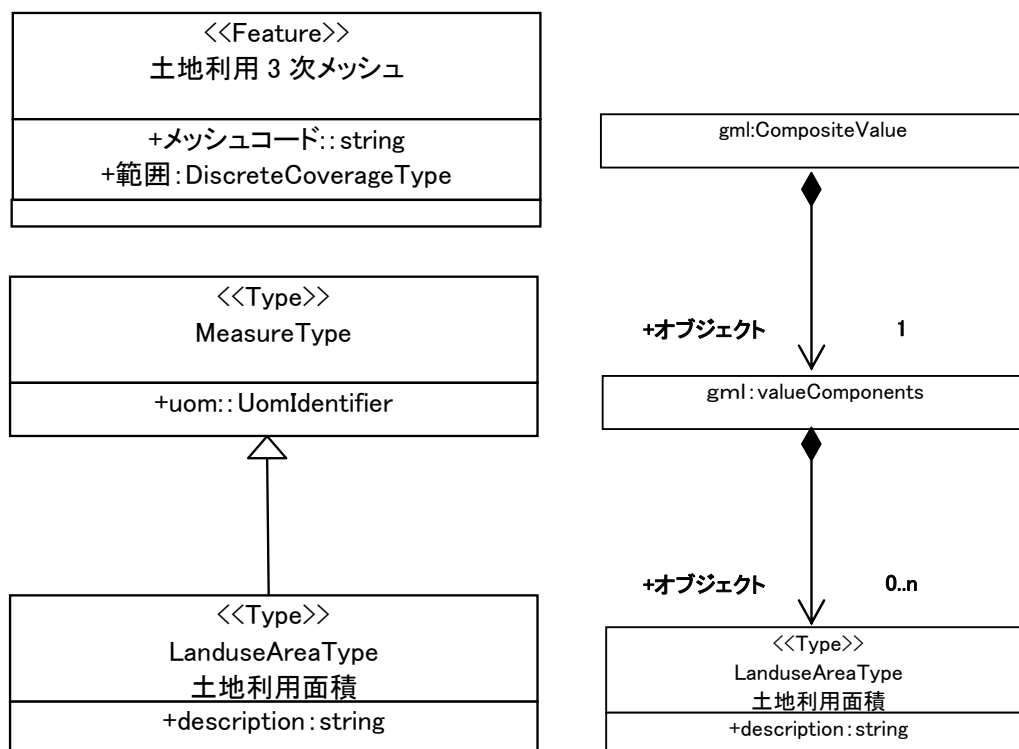 <<Feature>>
土地利用 3 次メッシュ
+メッシュコード:: string
+範囲:DiscreteCoverageType
<<Type>>
MeasureType
+uom:: UomIdentifier
<<Type>>
LanduseAreaType
土地利用面積
+description:string
gml:CompositeValue
+オブジェクト 1
gml:valueComponents
+オブジェクト 0..n
<<Type>>
LanduseAreaType
土地利用面積
+description:string